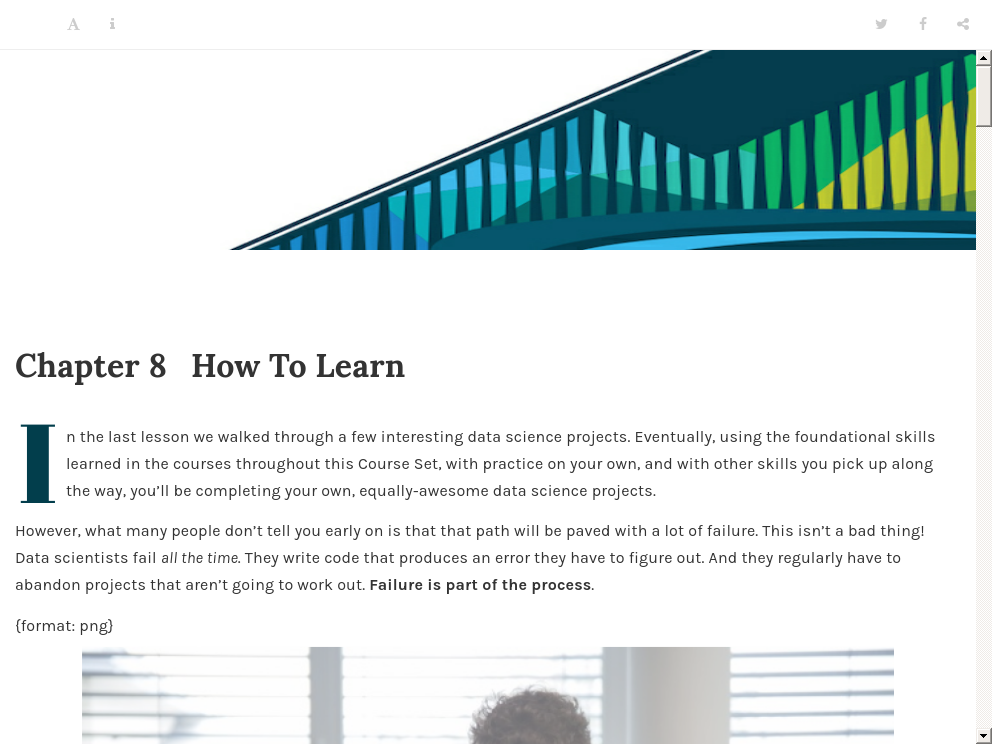 Chapter 8 How To Learn
In the last lesson we walked through a few interesting data science projects. Eventually, using the foundational skills
learned in the courses throughout this Course Set, with practice on your own, and with other skills you pick up along
the way, you’ll be completing your own, equally-awesome data science projects.
However, what many people don’t tell you early on is that that path will be paved with a lot of failure. This isn’t a bad thing!
Data scientists fail all the time. They write code that produces an error they have to figure out. And they regularly have to
abandon projects that aren’t going to work out. Failure is part of the process.
{format: png}